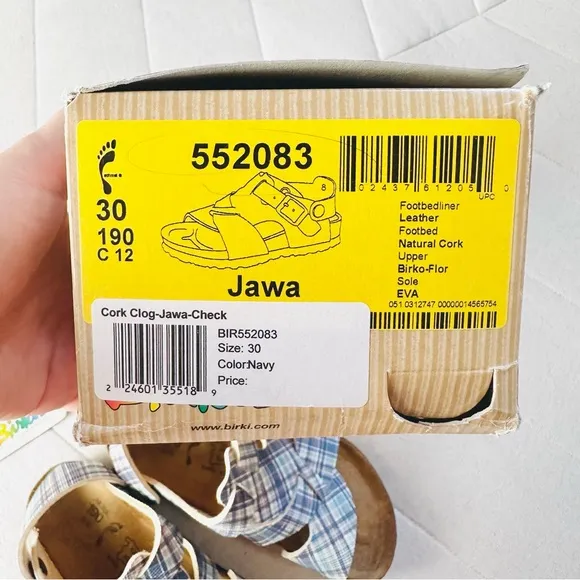 552083
30
190
C 12
Jawa
8 02437 61205 0
UPC
Footbedliner
Leather
Footbed
Natural Cork
Upper
Birko-Flor
Sole
EVA
051 0312747 00000014565754
Cork Clog-Jawa-Check
BIR552083
Size: 30
Color:Navy
Price:
2 24601 35518 9
www.birki.com